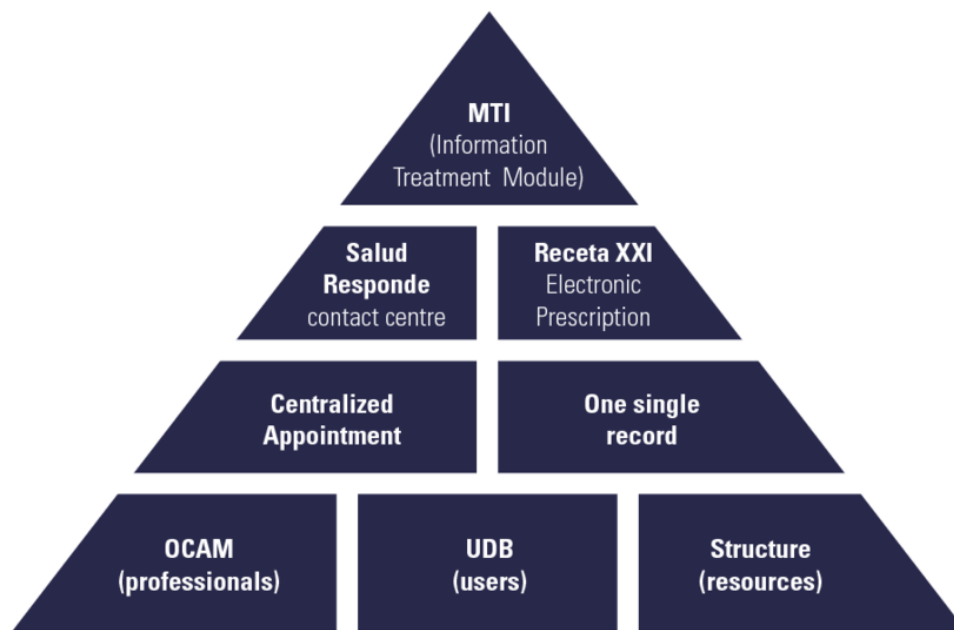 MTI
(Information
Treatment Module)
Salud
Responde
contact centre
Receta XXI
Electronic
Prescription
Centralized
Appointment
One single
record
OCAM
(professionals)
UDB
(users)
Structure
(resources)